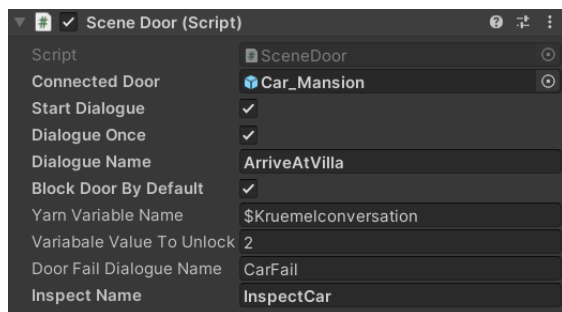 Scene Door (Script)
Script SceneDoor
Connected Door Car_Mansion
Start Dialogue
Dialogue Once
Dialogue Name ArriveAtVilla
Block Door By Default
Yarn Variable Name $Kruemelconversation
Variabale Value To Unlock 2
Door Fail Dialogue Name CarFail
Inspect Name InspectCar